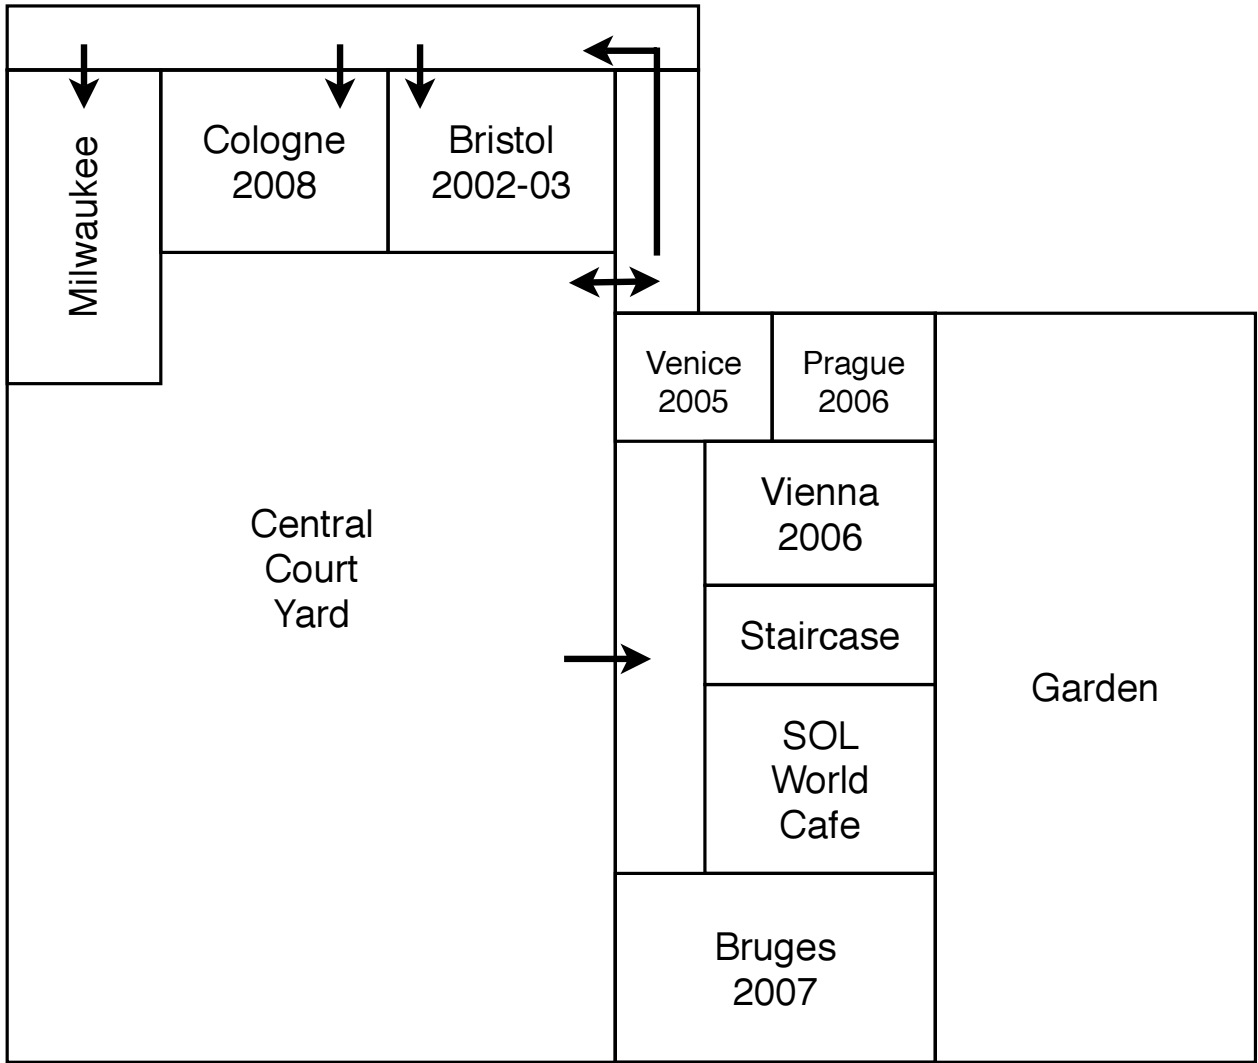 Milwaukee
Cologne
2008
Bristol
2002-03
Venice
2005
Prague
2006
Vienna
2006
Central
Court
Yard
Staircase
Garden
SOL
World
Cafe
Bruges
2007